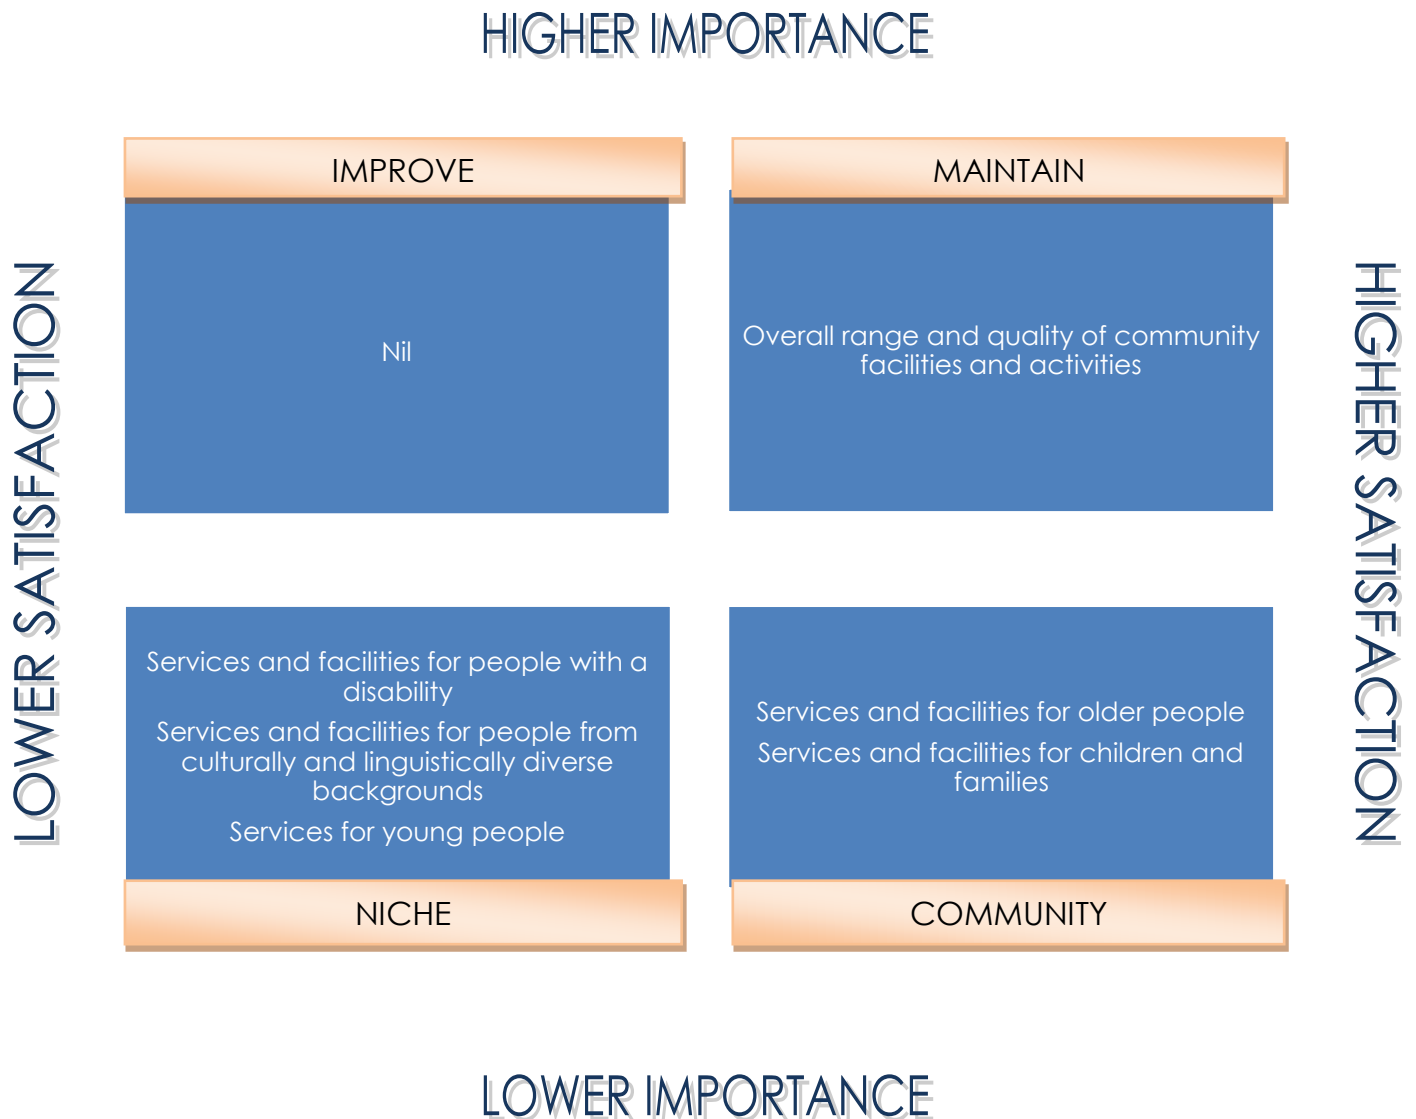 HIGHER IMPORTANCE
IMPROVE
MAINTAIN
Nil
Overall range and quality of community
facilities and activities
LOWER SATISFACTION
HIGHER SATISFACTION
Services and facilities for people with a
disability
Services and facilities for people from
culturally and linguistically diverse
backgrounds
Services for young people
Services and facilities for older people
Services and facilities for children and
families
NICHE
COMMUNITY
LOWER IMPORTANCE